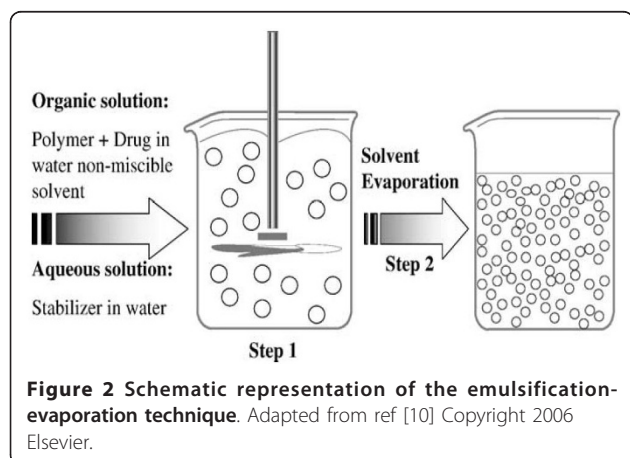 Organic solution:
Polymer + Drug in
water non-miscible
solvent
Aqueous solution:
Stabilizer in water
Step 1
Solvent
Evaporation
Step 2
Figure 2 Schematic representation of the emulsification-
evaporation technique. Adapted from ref [10] Copyright 2006
Elsevier.